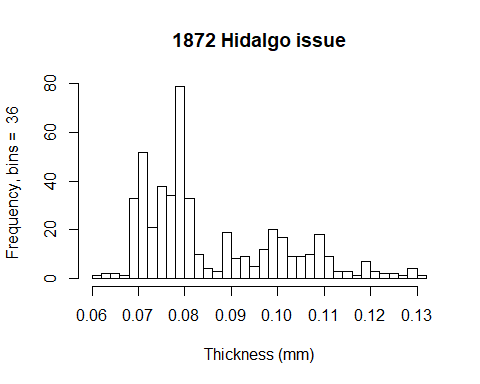 1872 Hidalgo issue
Frequency, bins =  36
80
60
40
20
0
0.06 0.07 0.08 0.09 0.10 0.11 0.12 0.13
Thickness (mm)